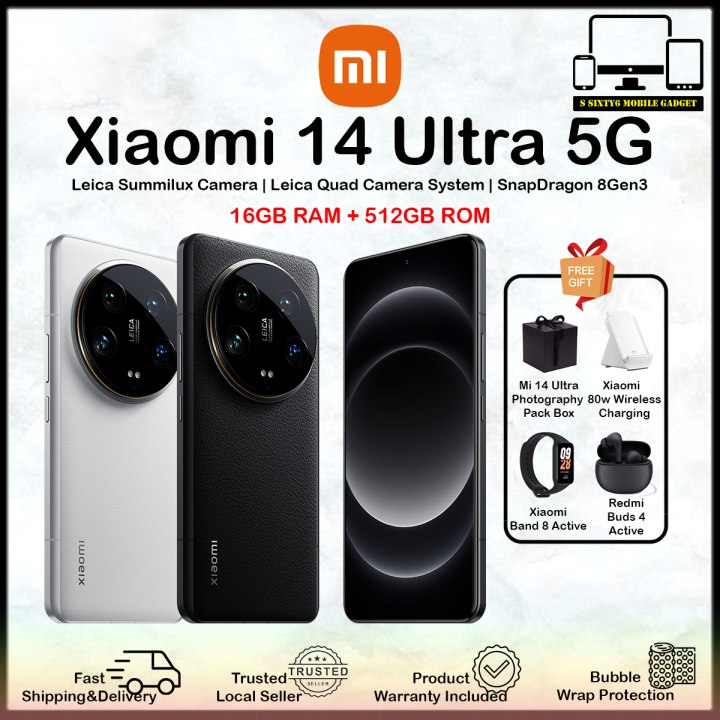 mi
S SIXTY6 MOBILE GADGET
Xiaomi 14 Ultra 5G
Leica Summilux Camera | Leica Quad Camera System | SnapDragon 8Gen3
16GB RAM + 512GB ROM
LEICA
xiaomi
LEICA
xiaomi
FREE
GIFT
Mi 14 Ultra
Photography
Pack Box
Xiaomi
80w Wireless
Charging
09
28
Xiaomi
Band 8 Active
Redmi
Buds 4
Active
Fast
Shipping&Delivery
Trusted
Local Seller
TRUSTED
SELLER
Product
Warranty Included
Bubble
Wrap Protection